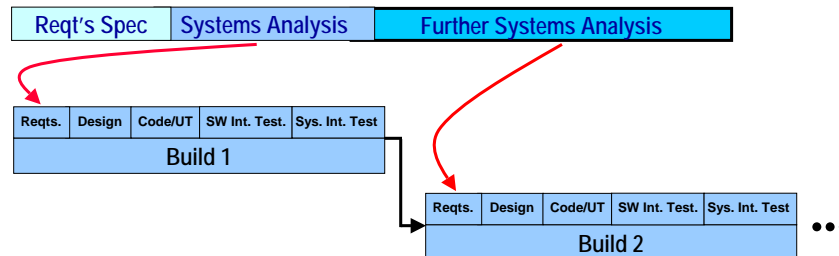 Reqt's Spec Systems Analysis Further Systems Analysis
Reqts. Design Code/UT SW Int. Test. Sys. Int. Test
Build 1
Reqts. Design Code/UT SW Int. Test. Sys. Int. Test
Build 2